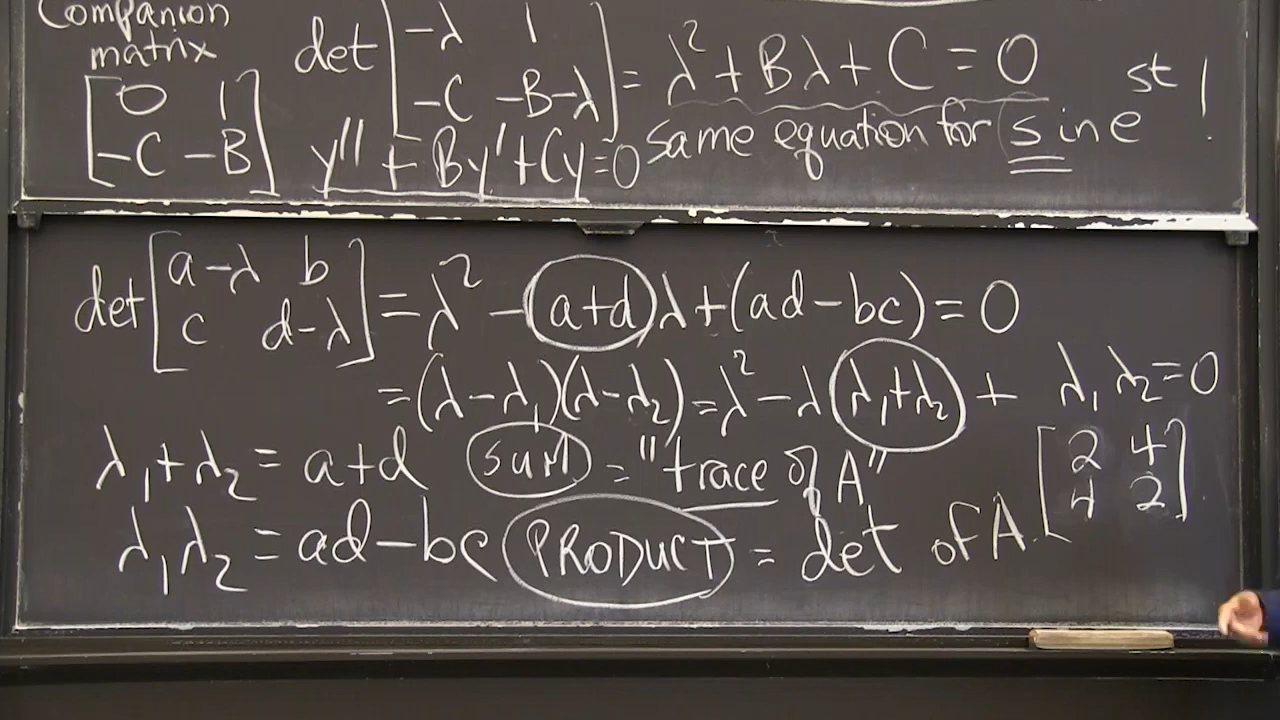 Companion
matrix
[0 1
-C -B]
det [-λ 1
-C -B-λ] = λ² + Bλ + C = 0
y'' + By' + Cy = 0 same equation for s in e^{st}!
det [a-λ b
c d-λ] = λ² - (a+d)λ + (ad-bc) = 0
= (λ-λ₁)(λ-λ₂) = λ² - λ(λ₁+λ₂) + λ₁λ₂ = 0
λ₁+λ₂ = a+d SUM = "trace of A"
λ₁λ₂ = ad-bc PRODUCT = det of A
[2 4
4 2]